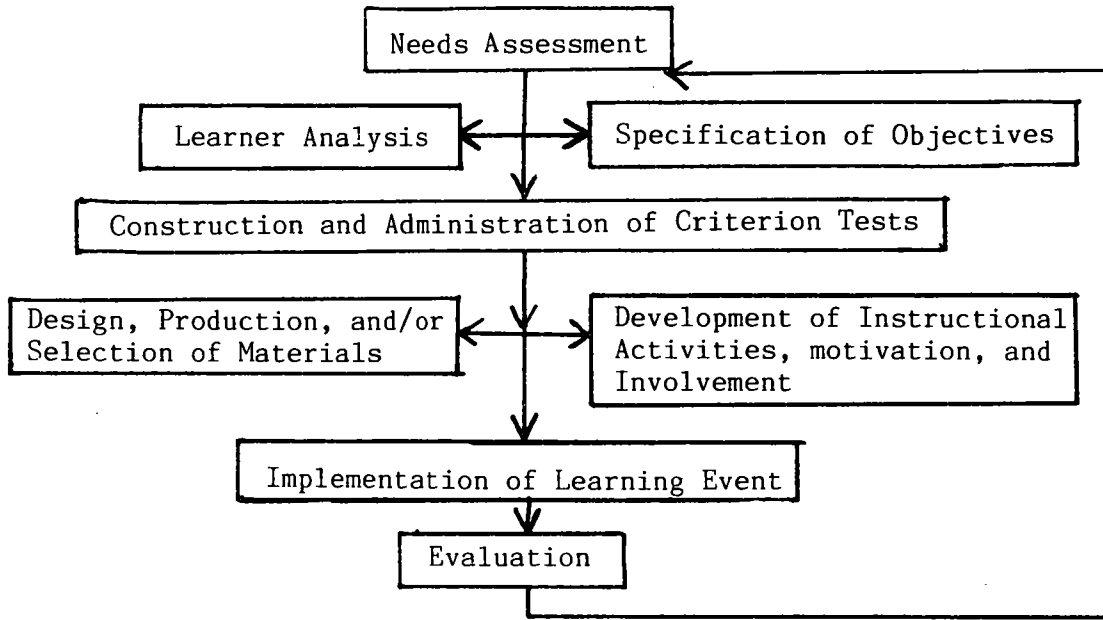 Needs Assessment
Learner Analysis
Specification of Objectives
Construction and Administration of Criterion Tests
Design, Production, and/or
Selection of Materials
Development of Instructional
Activities, motivation, and
Involvement
Implementation of Learning Event
Evaluation